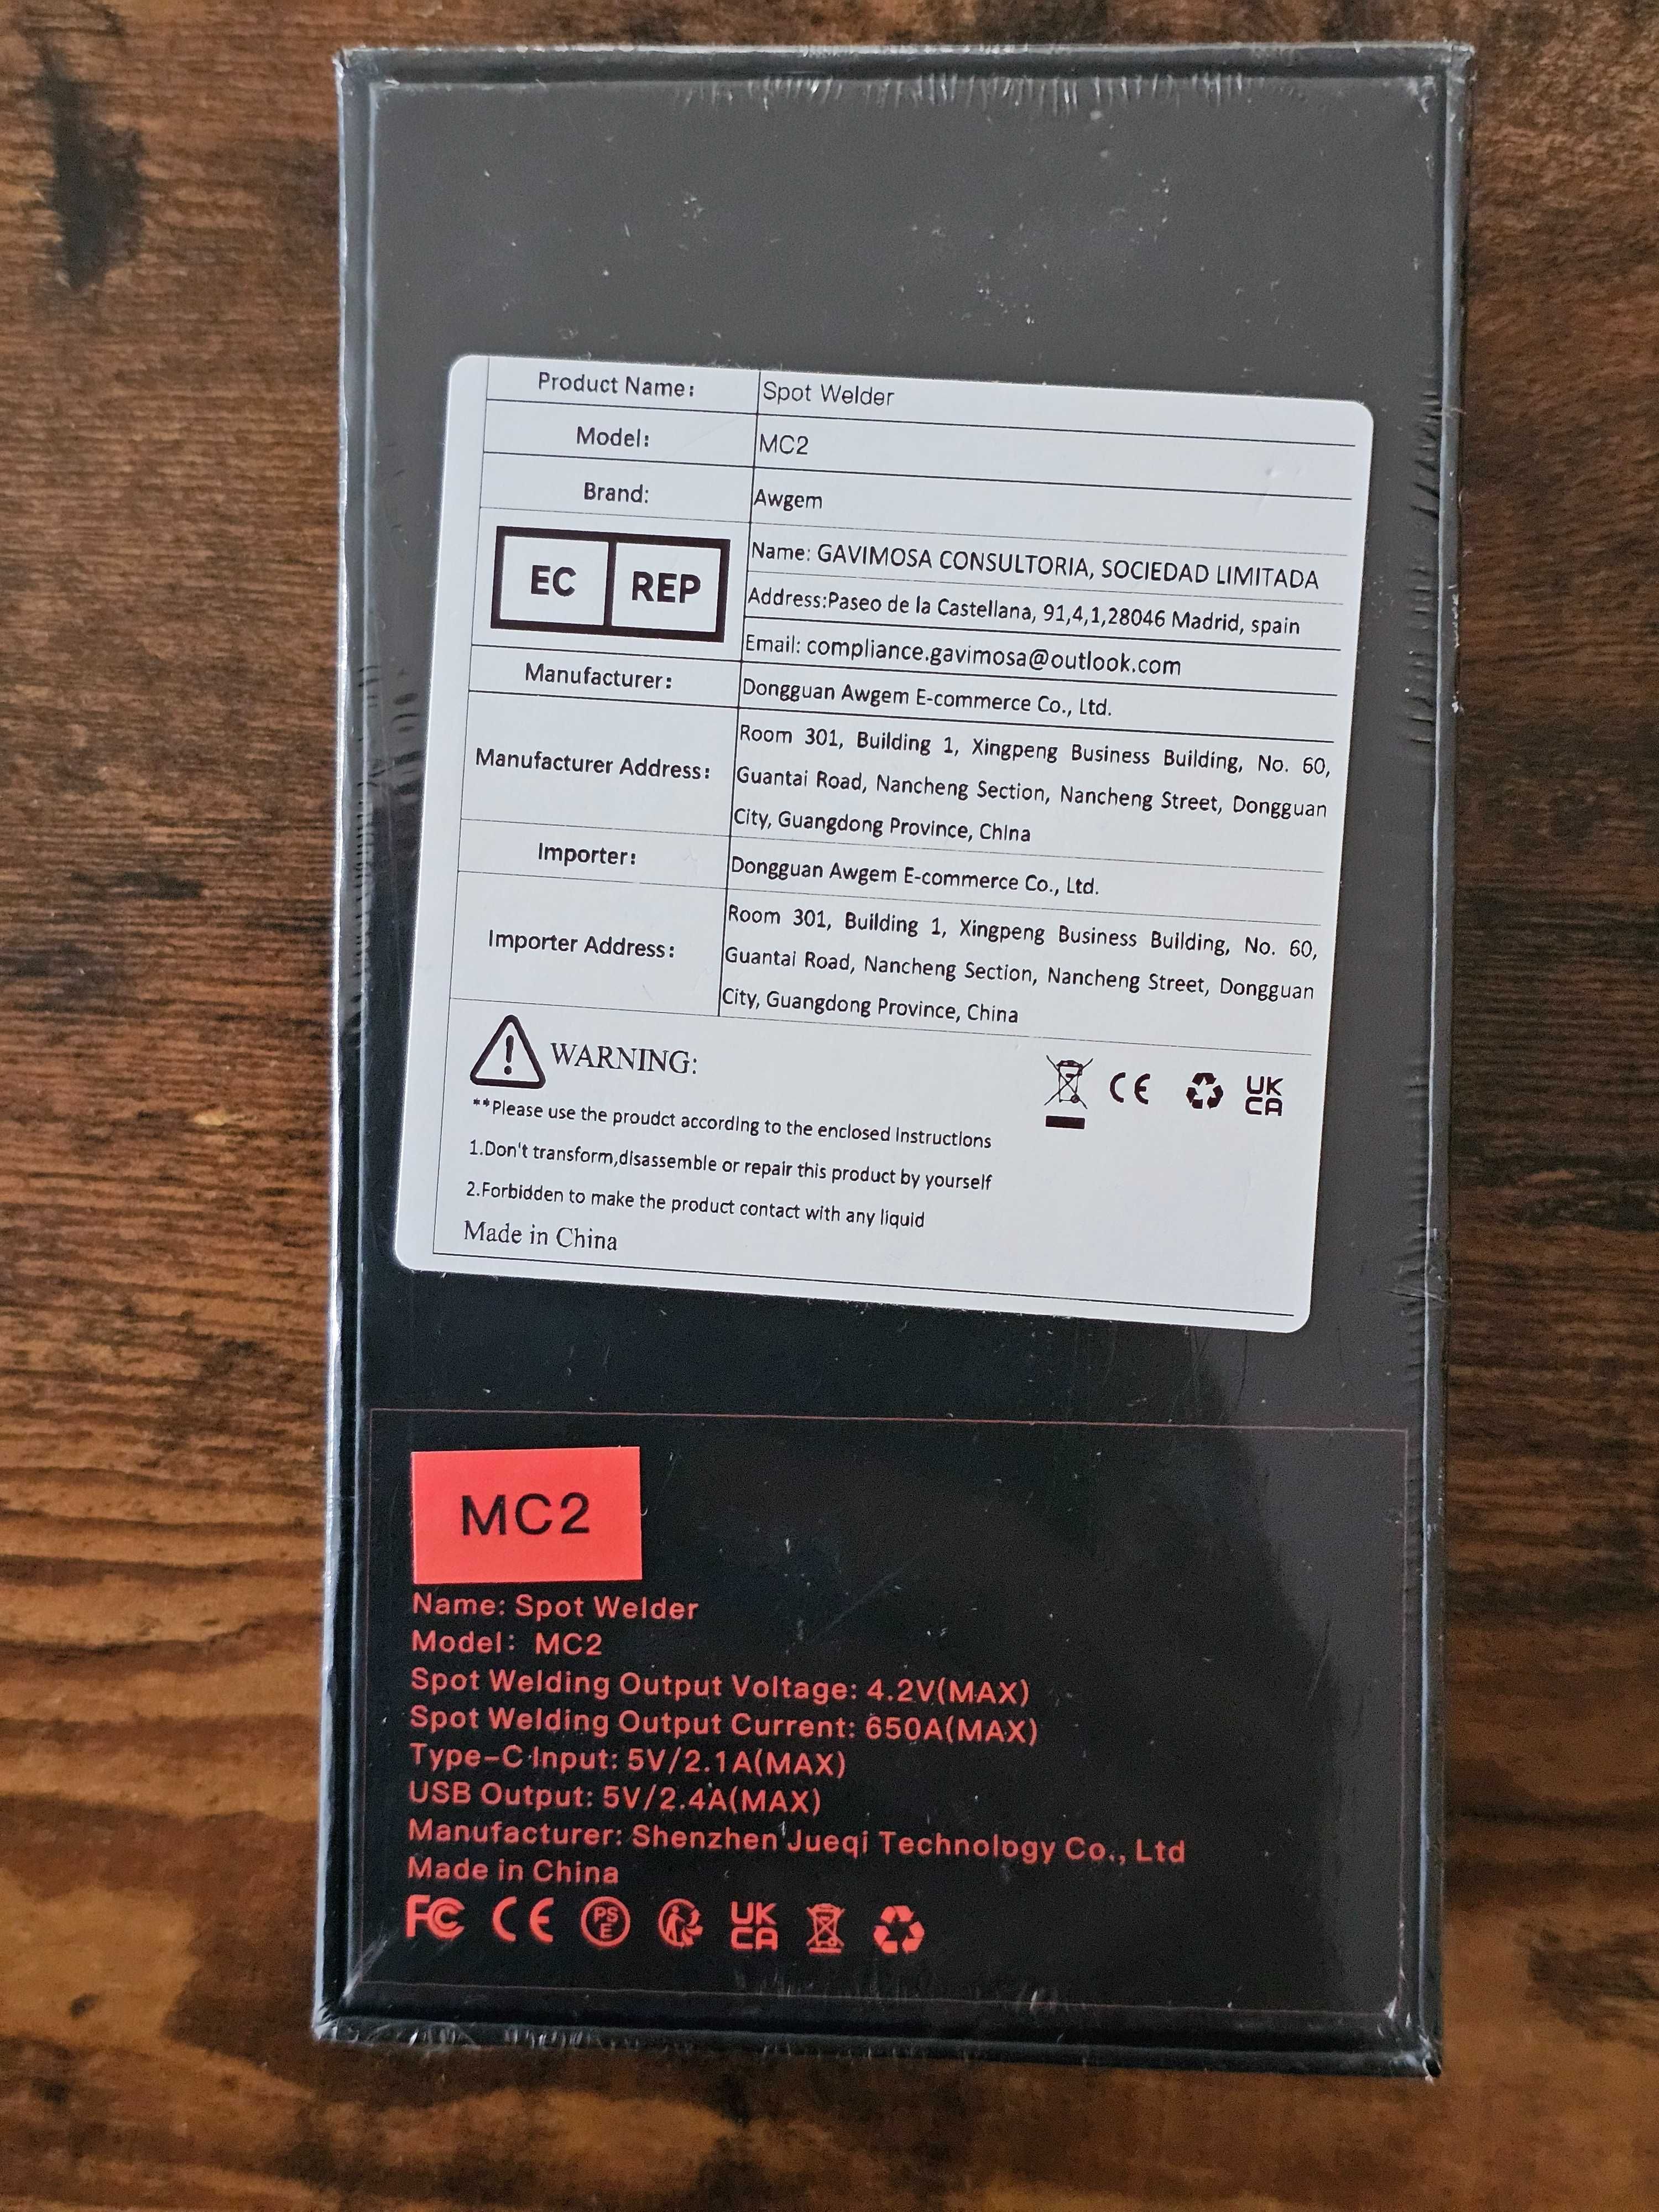 Product Name: Spot Welder
Model: MC2
Brand: Awgem
EC REP
Name: GAVIMOSA CONSULTORIA, SOCIEDAD LIMITADA
Address:Paseo de la Castellana, 91,4,1,28046 Madrid, spain
Email: compliance.gavimosa@outlook.com
Manufacturer: Dongguan Awgem E-commerce Co., Ltd.
Manufacturer Address: Room 301, Building 1, Xingpeng Business Building, No. 60,
Guantai Road, Nancheng Section, Nancheng Street, Dongguan
City, Guangdong Province, China
Importer: Dongguan Awgem E-commerce Co., Ltd.
Importer Address: Room 301, Building 1, Xingpeng Business Building, No. 60,
Guantai Road, Nancheng Section, Nancheng Street, Dongguan
City, Guangdong Province, China
WARNING:
CE UK CA
**Please use the proudct according to the enclosed instructions
1.Don't transform,disassemble or repair this product by yourself
2.Forbidden to make the product contact with any liquid
Made in China
MC2
Name: Spot Welder
Model: MC2
Spot Welding Output Voltage: 4.2V(MAX)
Spot Welding Output Current: 650A(MAX)
Type-C Input: 5V/2.1A(MAX)
USB Output: 5V/2.4A(MAX)
Manufacturer: Shenzhen Jueqi Technology Co., Ltd
Made in China
FC CE PS E UK CA